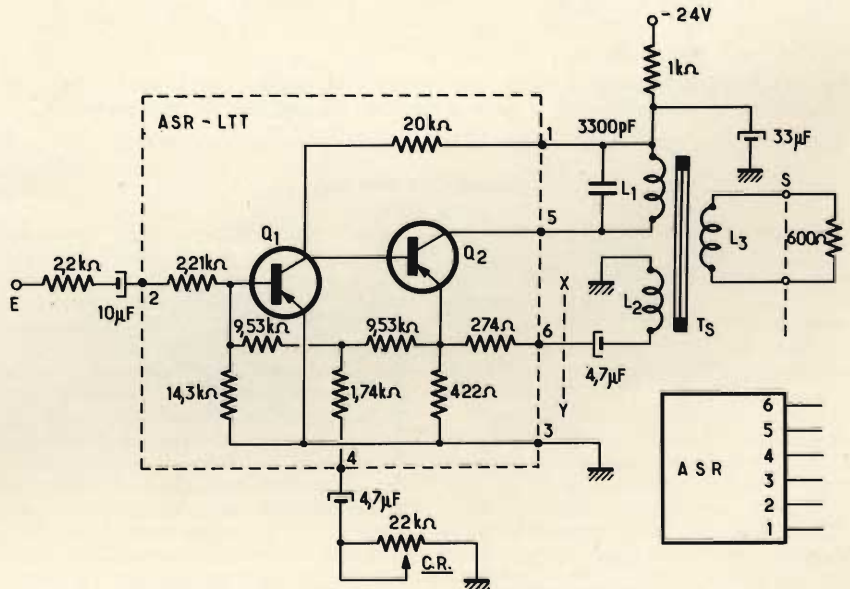 - 24V
1kΩ
ASR - LTT
20kΩ
1
3300pF
33µF
L1
S
5
Q1
Q2
L3
600Ω
2,2kΩ
2,21kΩ
E
10µF
2
X
L2
9,53kΩ
9,53kΩ
274Ω
6
TS
14,3kΩ
1,74kΩ
422Ω
Y
4,7µF
3
4
4,7µF
22kΩ
C.R.
ASR
6
5
4
3
2
1